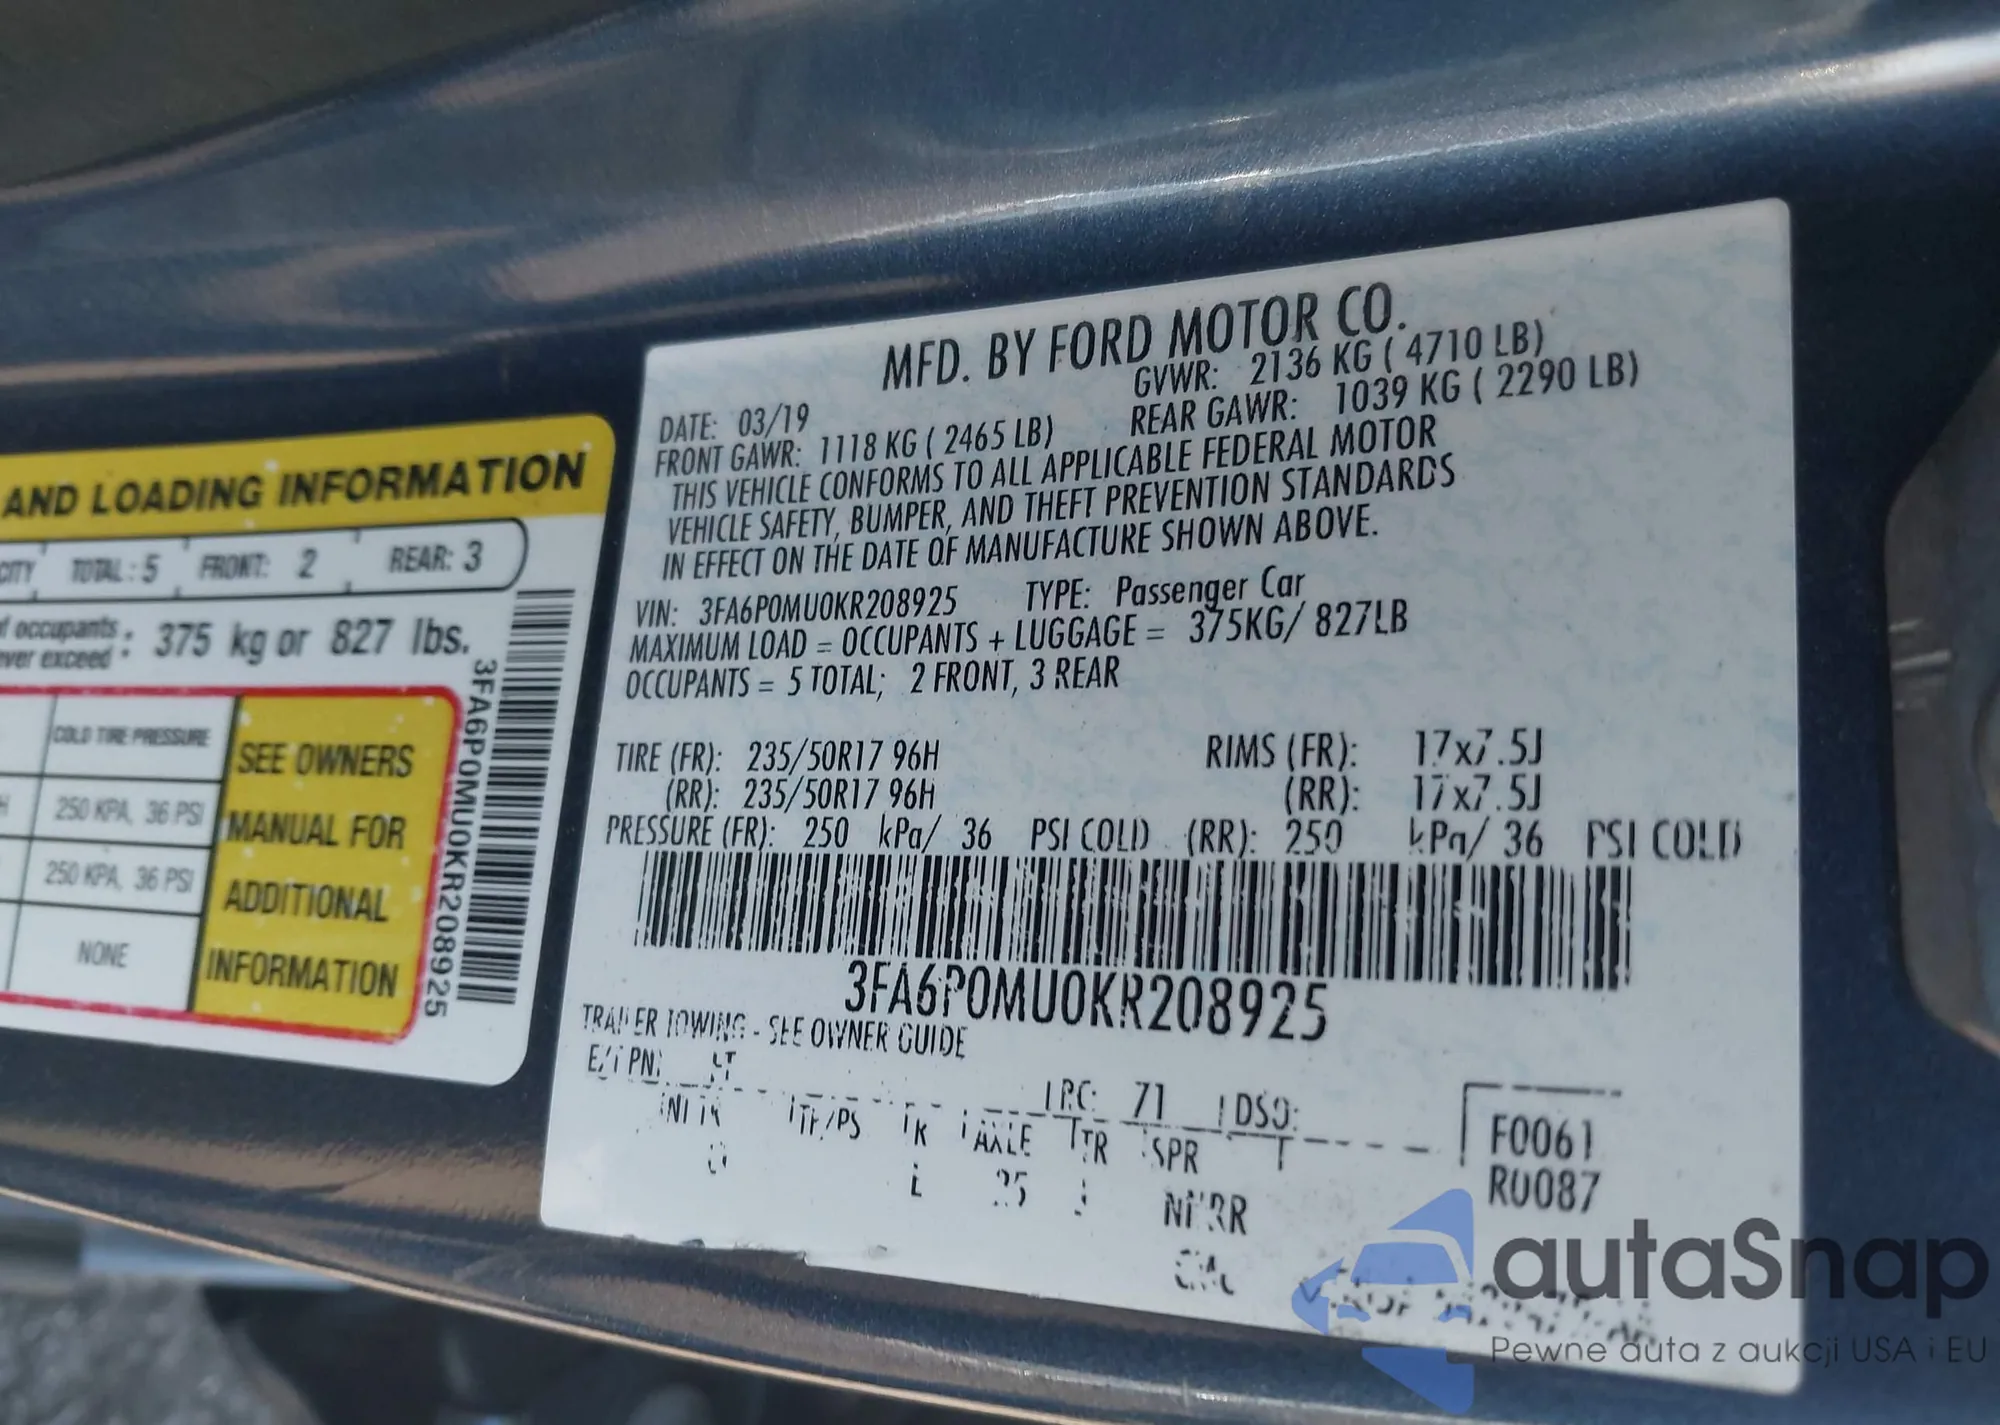 AND LOADING INFORMATION
TOTAL: 5 FRONT: 2 REAR: 3
occupants : 375 kg or 827 lbs.
exceed
COLD TIRE PRESSURE
250 KPA, 36 PSI
250 KPA, 36 PSI
NONE
SEE OWNERS
MANUAL FOR
ADDITIONAL
INFORMATION
3FA6P0MU0KR208925
MFD. BY FORD MOTOR CO.
DATE: 03/19 GVWR: 2136 KG ( 4710 LB)
FRONT GAWR: 1118 KG ( 2465 LB) REAR GAWR: 1039 KG ( 2290 LB)
THIS VEHICLE CONFORMS TO ALL APPLICABLE FEDERAL MOTOR
VEHICLE SAFETY, BUMPER, AND THEFT PREVENTION STANDARDS
IN EFFECT ON THE DATE OF MANUFACTURE SHOWN ABOVE.
VIN: 3FA6P0MU0KR208925 TYPE: Passenger Car
MAXIMUM LOAD = OCCUPANTS + LUGGAGE = 375KG/ 827LB
OCCUPANTS = 5 TOTAL; 2 FRONT, 3 REAR
TIRE (FR): 235/50R17 96H RIMS (FR): 17x7.5J
(RR): 235/50R17 96H (RR): 17x7.5J
PRESSURE (FR): 250 kPa/ 36 PSI COLD (RR): 250 kPa/ 36 PSI COLD
3FA6P0MU0KR208925
TRAILER TOWING - SEE OWNER GUIDE
71 DSO:
TP/PS R AXLE TR SPR
F0061
R0087
autaSnap
Pewne auta z aukcji USA i EU